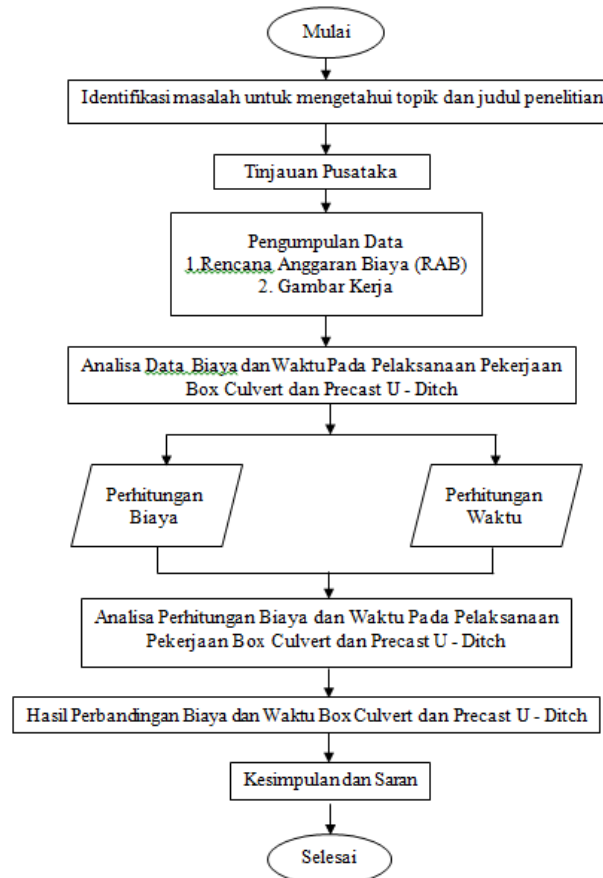 Mulai
Identifikasi masalah untuk mengetahui topik dan judul penelitian
Tinjauan Pusataka
Pengumpulan Data
1.Rencana Anggaran Biaya (RAB)
2. Gambar Kerja
Analisa Data Biaya dan Waktu Pada Pelaksanaan Pekerjaan
Box Culvert dan Precast U - Ditch
Perhitungan
Biaya
Perhitungan
Waktu
Analisa Perhitungan Biaya dan Waktu Pada Pelaksanaan
Pekerjaan Box Culvert dan Precast U - Ditch
Hasil Perbandingan Biaya dan Waktu Box Culvert dan Precast U - Ditch
Kesimpulan dan Saran
Selesai